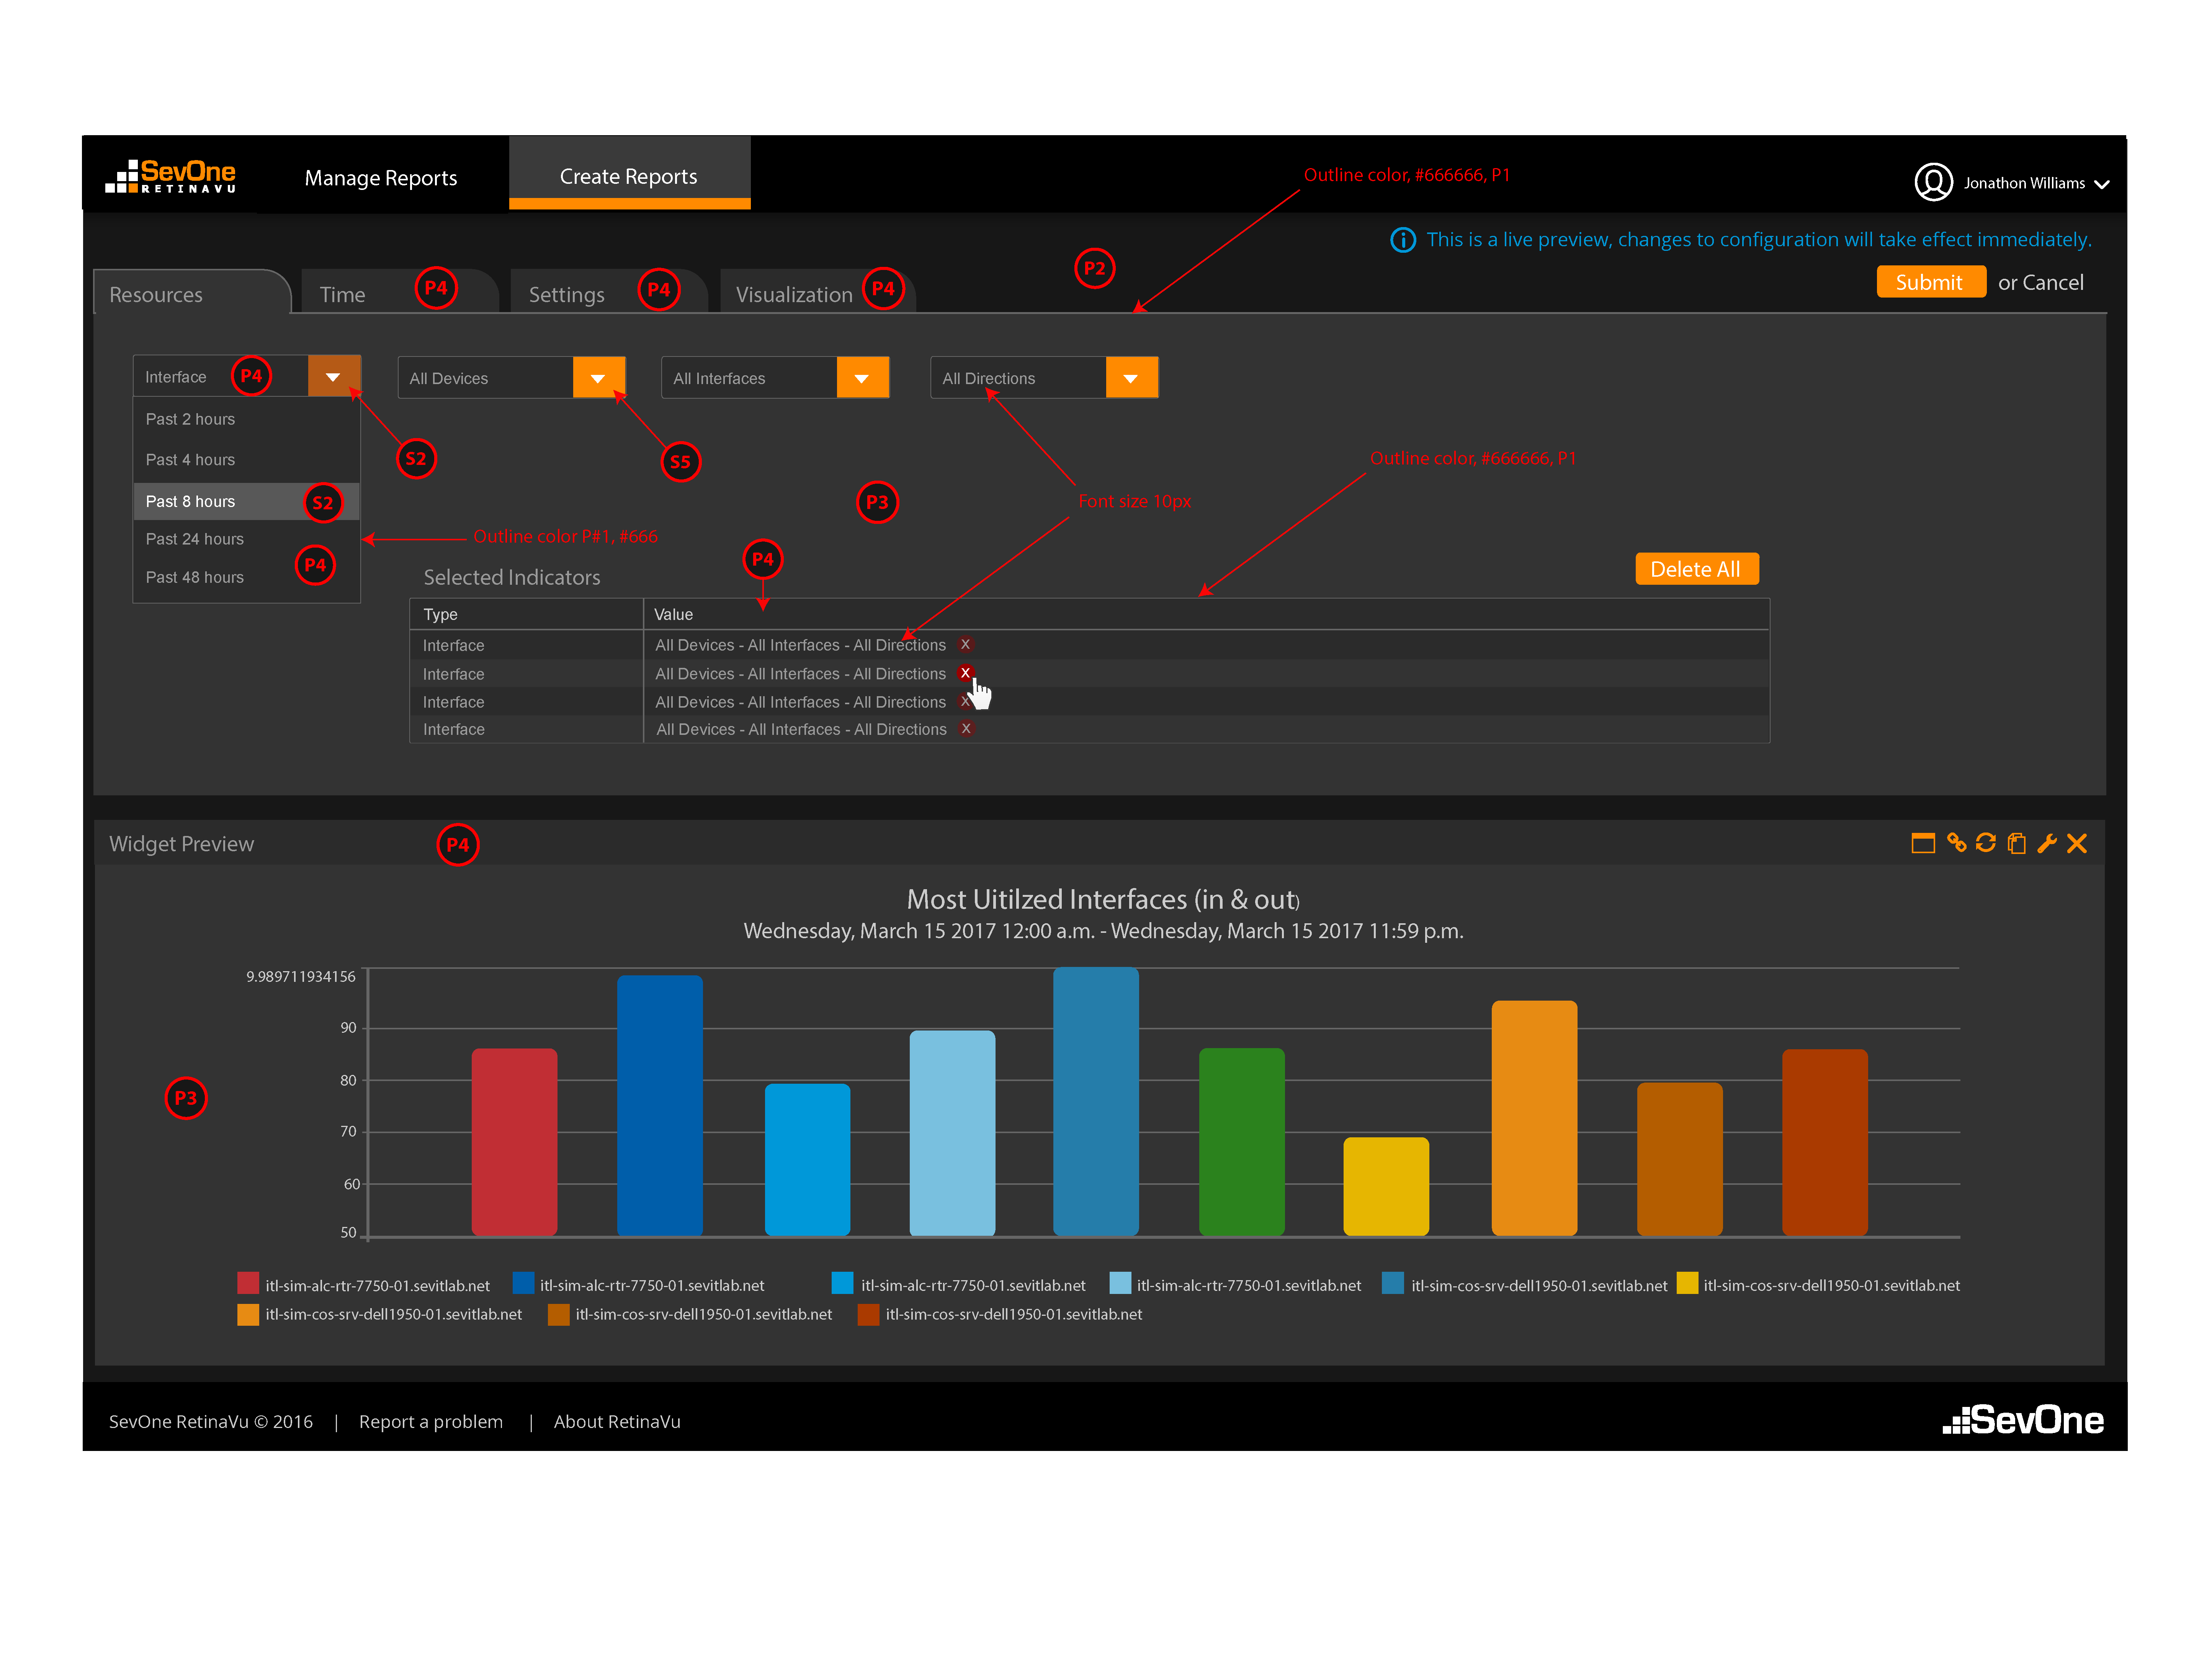 SevOne
RETINAVU
Manage Reports
Create Reports
Outline color, #666666, P1
Jonathon Williams
This is a live preview, changes to configuration will take effect immediately.
P2
Submit or Cancel
Resources
Time P4
Settings P4
Visualization P4
Interface P4
All Devices
All Interfaces
All Directions
Past 2 hours
Past 4 hours
Past 8 hours S2
Past 24 hours
Past 48 hours
P4
S2
S5
P3
Outline color, #666666, P1
Font size 10px
Outline color P#1, #666
P4
Selected Indicators
Delete All
Type Value
Interface All Devices - All Interfaces - All Directions X
Interface All Devices - All Interfaces - All Directions X
Interface All Devices - All Interfaces - All Directions X
Interface All Devices - All Interfaces - All Directions X
Widget Preview P4
Most Uitilzed Interfaces (in & out)
Wednesday, March 15 2017 12:00 a.m. - Wednesday, March 15 2017 11:59 p.m.
9.989711934156
90
80
P3
70
60
50
itl-sim-alc-rtr-7750-01.sevitlab.net itl-sim-alc-rtr-7750-01.sevitlab.net itl-sim-alc-rtr-7750-01.sevitlab.net itl-sim-alc-rtr-7750-01.sevitlab.net itl-sim-cos-srv-dell1950-01.sevitlab.net itl-sim-cos-srv-dell1950-01.sevitlab.net
itl-sim-cos-srv-dell1950-01.sevitlab.net itl-sim-cos-srv-dell1950-01.sevitlab.net itl-sim-cos-srv-dell1950-01.sevitlab.net
SevOne RetinaVu © 2016 | Report a problem | About RetinaVu
SevOne